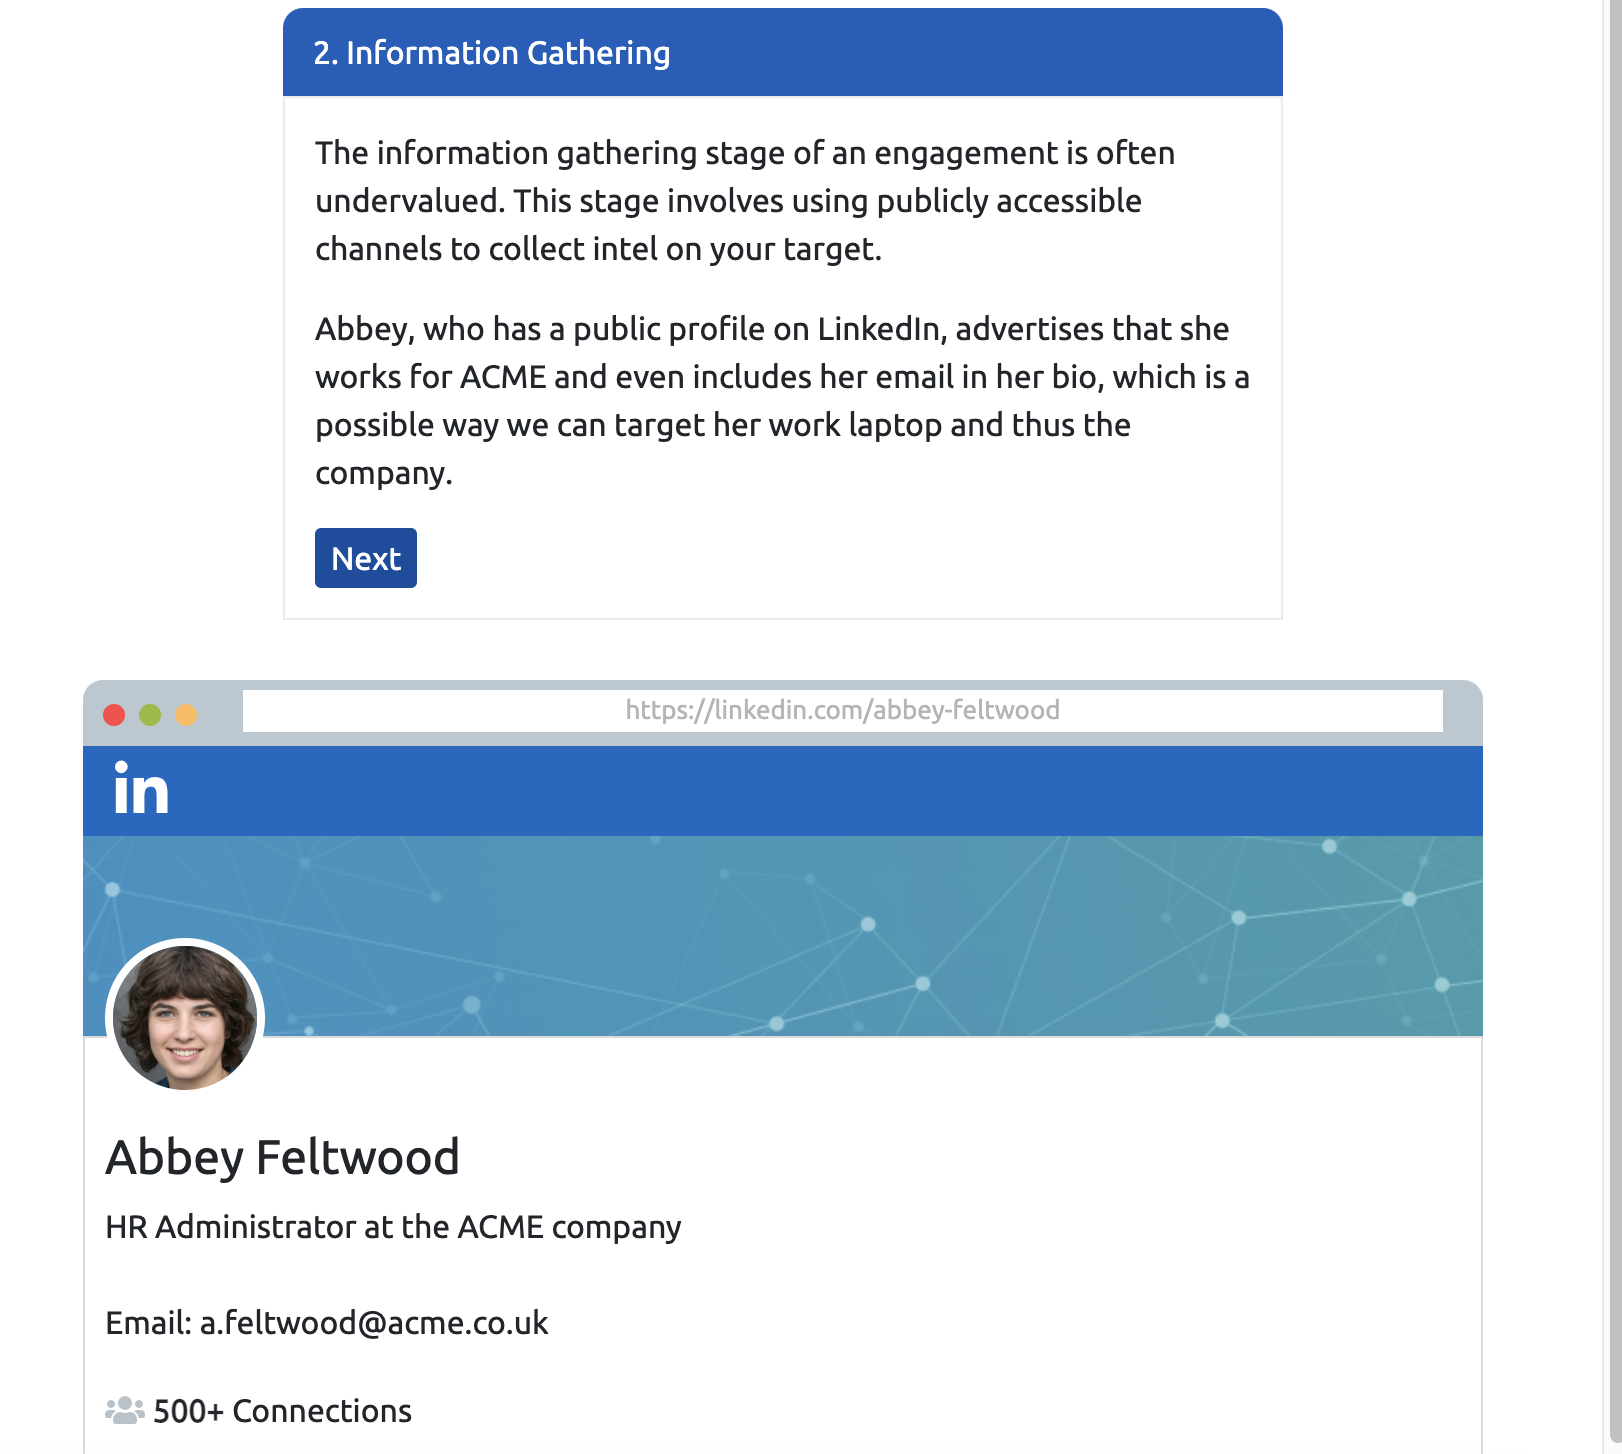 2. Information Gathering
The information gathering stage of an engagement is often
undervalued. This stage involves using publicly accessible
channels to collect intel on your target.
Abbey, who has a public profile on LinkedIn, advertises that she
works for ACME and even includes her email in her bio, which is a
possible way we can target her work laptop and thus the
company.
Next
https://linkedin.com/abbey-feltwood
in
Abbey Feltwood
HR Administrator at the ACME company
Email: a.feltwood@acme.co.uk
500+ Connections